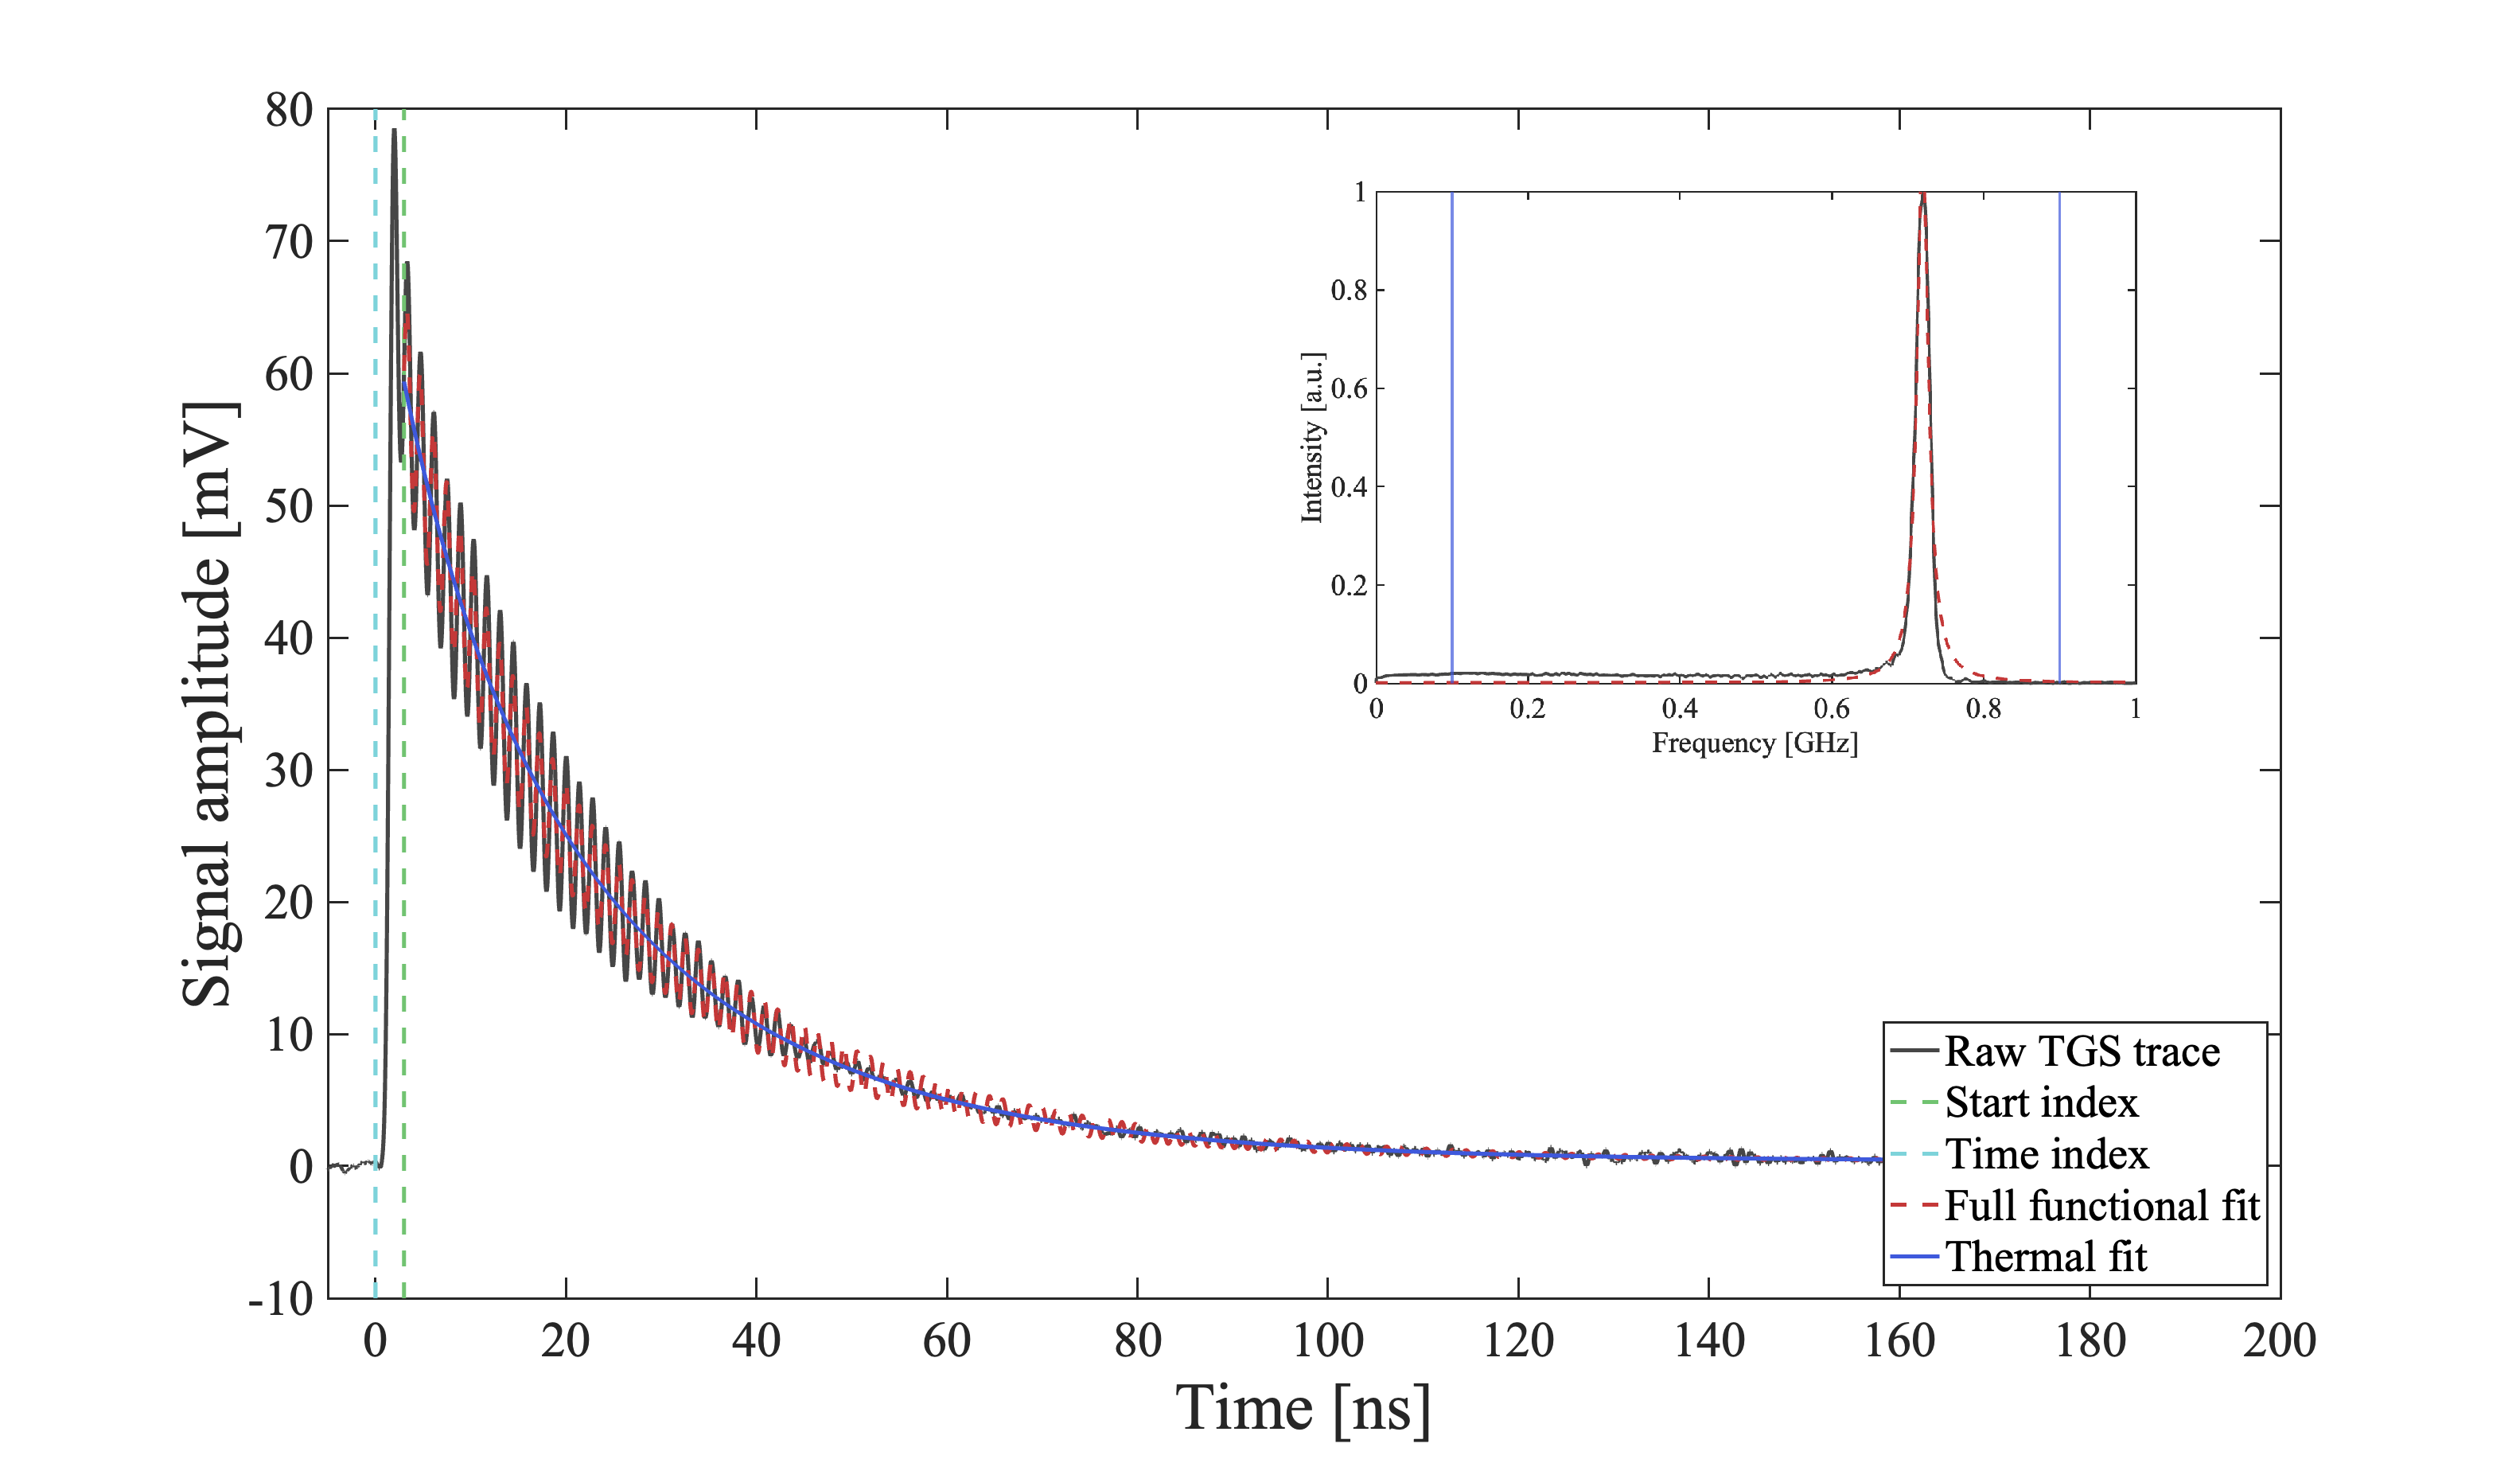 80
70
60
50
40
30
20
10
0
-10
Signal amplitude [mV]
0 20 40 60 80 100 120 140 160 180 200
Time [ns]
1
0.8
0.6
0.4
0.2
0
Intensity [a.u.]
0 0.2 0.4 0.6 0.8 1
Frequency [GHz]
Raw TGS trace
Start index
Time index
Full functional fit
Thermal fit